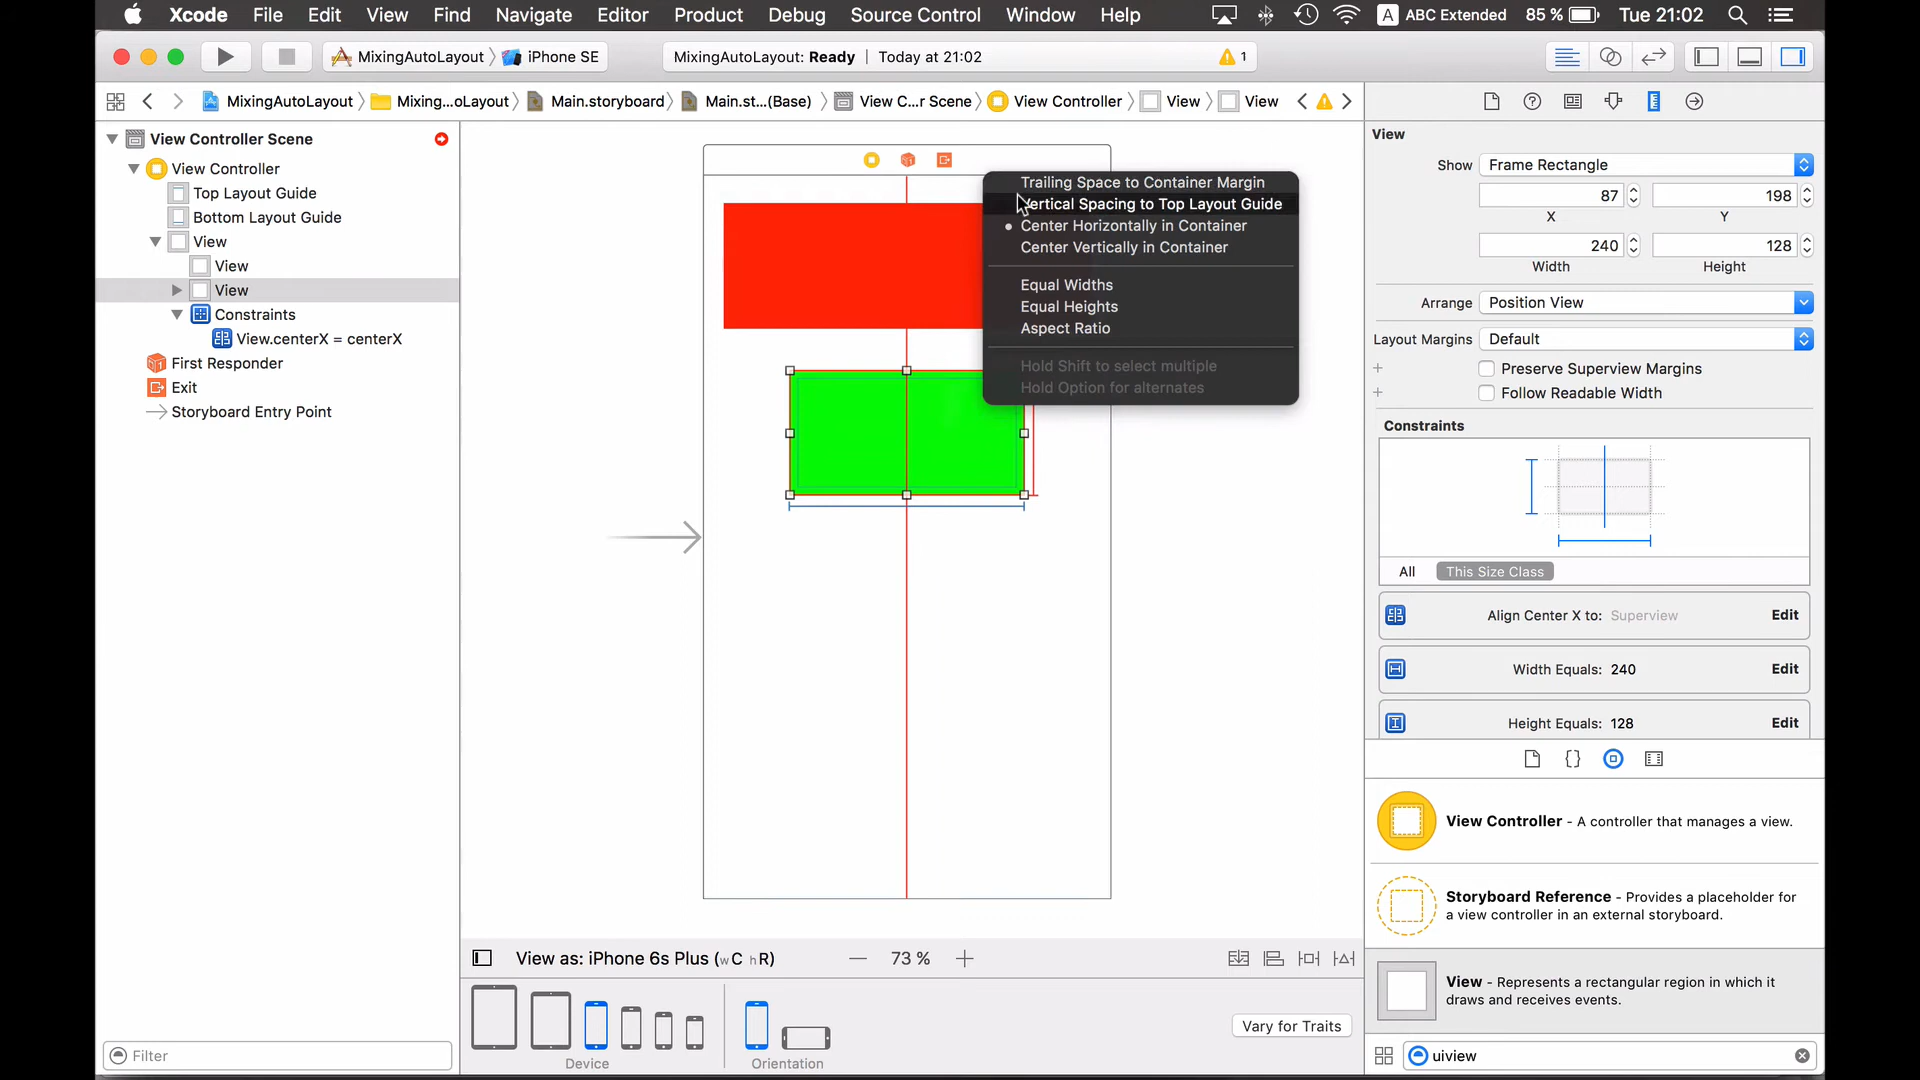 Xcode File Edit View Find Navigate Editor Product Debug Source Control Window Help A ABC Extended 85 % Tue 21:02
MixingAutoLayout iPhone SE MixingAutoLayout: Ready | Today at 21:02 1
MixingAutoLayout Mixing...oLayout Main.storyboard Main.st...(Base) View C...r Scene View Controller View View
View Controller Scene
View Controller
Top Layout Guide
Bottom Layout Guide
View
View
View
Constraints
View.centerX = centerX
First Responder
Exit
Storyboard Entry Point
Filter
Trailing Space to Container Margin
Vertical Spacing to Top Layout Guide
Center Horizontally in Container
Center Vertically in Container
Equal Widths
Equal Heights
Aspect Ratio
Hold Shift to select multiple
Hold Option for alternates
View as: iPhone 6s Plus (wC hR) 73 %
Device
Orientation
Vary for Traits
View
Show Frame Rectangle
87 198
X Y
240 128
Width Height
Arrange Position View
Layout Margins Default
Preserve Superview Margins
Follow Readable Width
Constraints
All This Size Class
Align Center X to: Superview Edit
Width Equals: 240 Edit
Height Equals: 128 Edit
{}
View Controller - A controller that manages a view.
Storyboard Reference - Provides a placeholder
for a view controller in an external storyboard.
View - Represents a rectangular region in which it
draws and receives events.
uiview